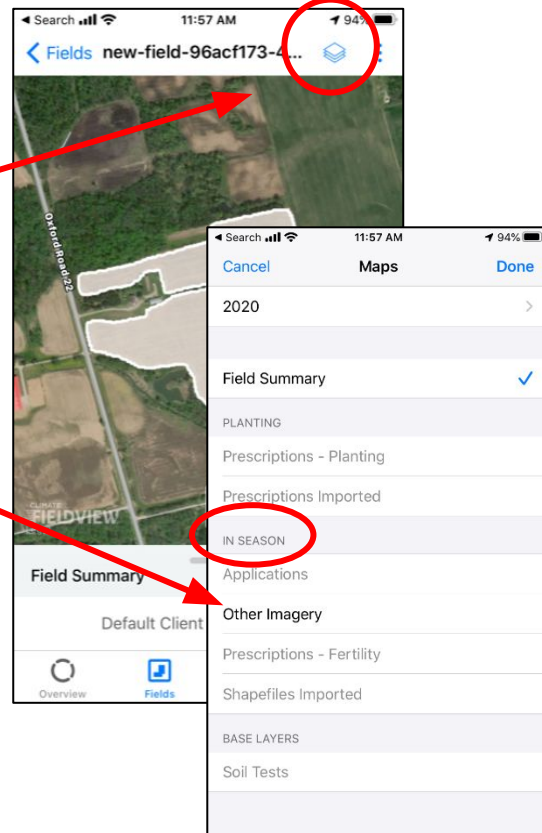 Search 11:57 AM 94%
Fields new-field-96acf173-4...
Oxford Road 22
CLIMATE
FIELDVIEW
Field Summary
Default Client
Overview Fields
Search 11:57 AM 94%
Cancel Maps Done
2020
Field Summary
PLANTING
Prescriptions - Planting
Prescriptions Imported
IN SEASON
Applications
Other Imagery
Prescriptions - Fertility
Shapefiles Imported
BASE LAYERS
Soil Tests